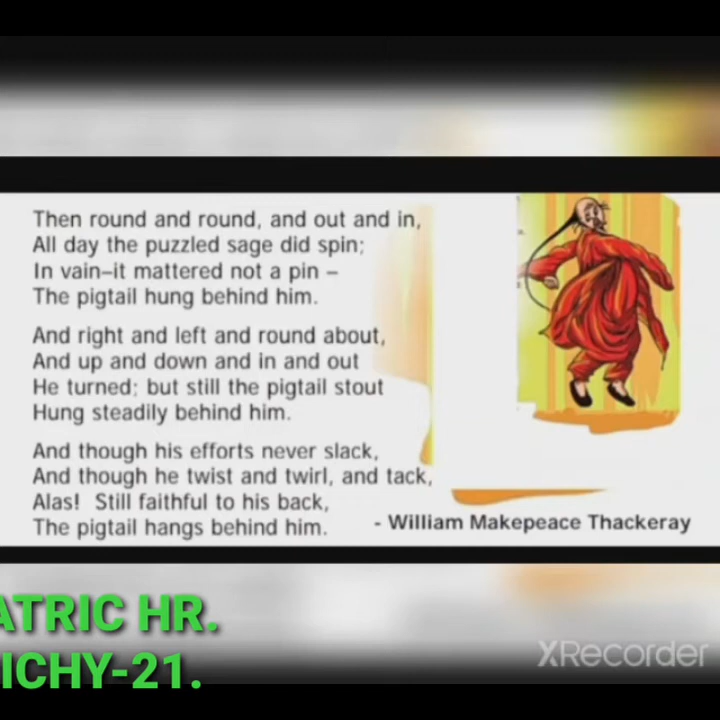 Then round and round, and out and in,
All day the puzzled sage did spin;
In vain–it mattered not a pin –
The pigtail hung behind him.
And right and left and round about,
And up and down and in and out
He turned; but still the pigtail stout
Hung steadily behind him.
And though his efforts never slack,
And though he twist and twirl, and tack,
Alas! Still faithful to his back,
The pigtail hangs behind him.
- William Makepeace Thackeray
ATRIC HR.
ICHY-21.
XRecorder